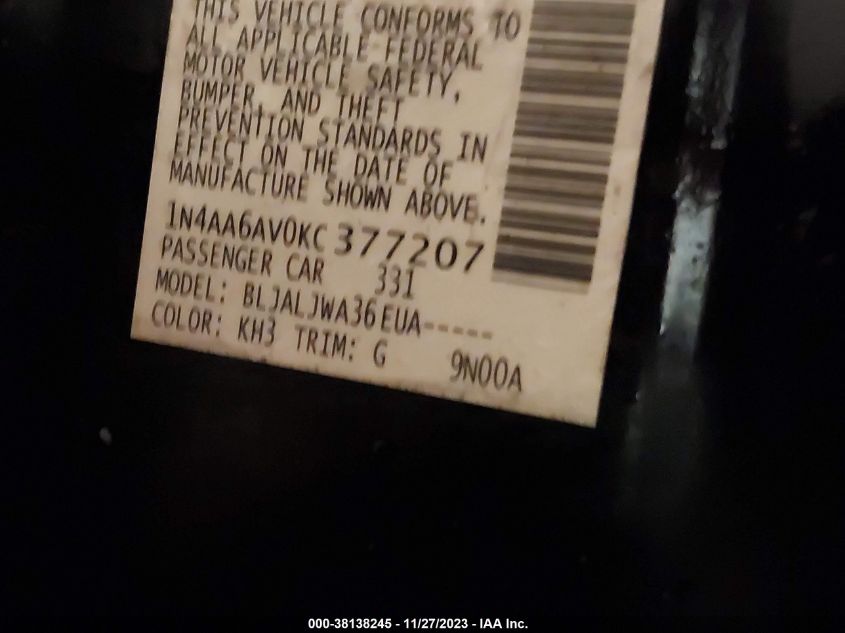 THIS VEHICLE CONFORMS TO
ALL APPLICABLE FEDERAL
MOTOR VEHICLE SAFETY,
BUMPER, AND THEFT
PREVENTION STANDARDS IN
EFFECT ON THE DATE OF
MANUFACTURE SHOWN ABOVE.
1N4AA6AV0KC377207
PASSENGER CAR 331
MODEL: BLJALJWA36EUA-----
COLOR: KH3 TRIM: G 9N00A
000-38138245 - 11/27/2023 - IAA Inc.